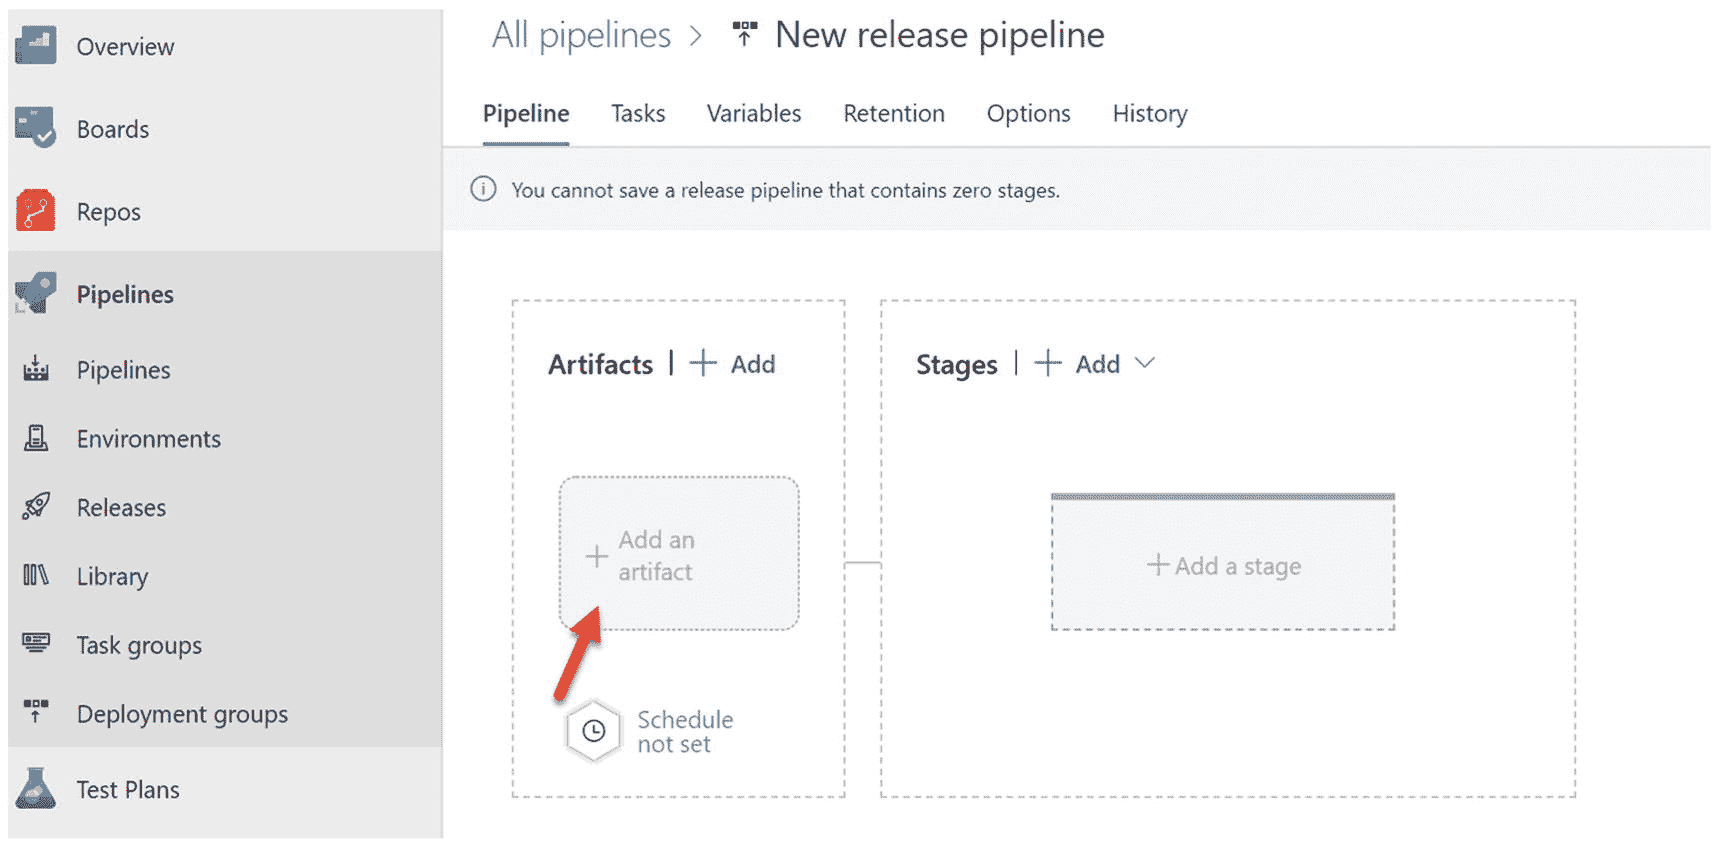 Overview
Boards
Repos
Pipelines
Pipelines
Environments
Releases
Library
Task groups
Deployment groups
Test Plans
All pipelines > New release pipeline
Pipeline Tasks Variables Retention Options History
You cannot save a release pipeline that contains zero stages.
Artifacts | + Add
Add an
artifact
Schedule
not set
Stages | + Add
+ Add a stage